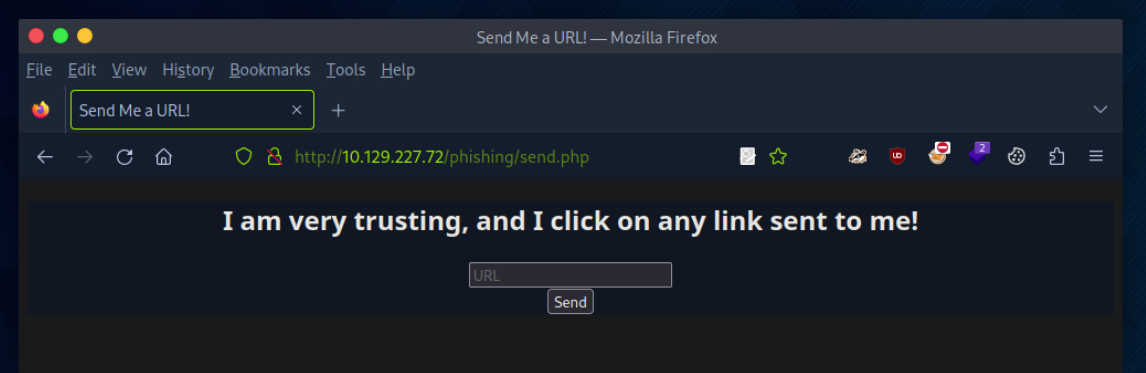 Send Me a URL! — Mozilla Firefox
File Edit View History Bookmarks Tools Help
Send Me a URL!
http://10.129.227.72/phishing/send.php
2
I am very trusting, and I click on any link sent to me!
URL
Send